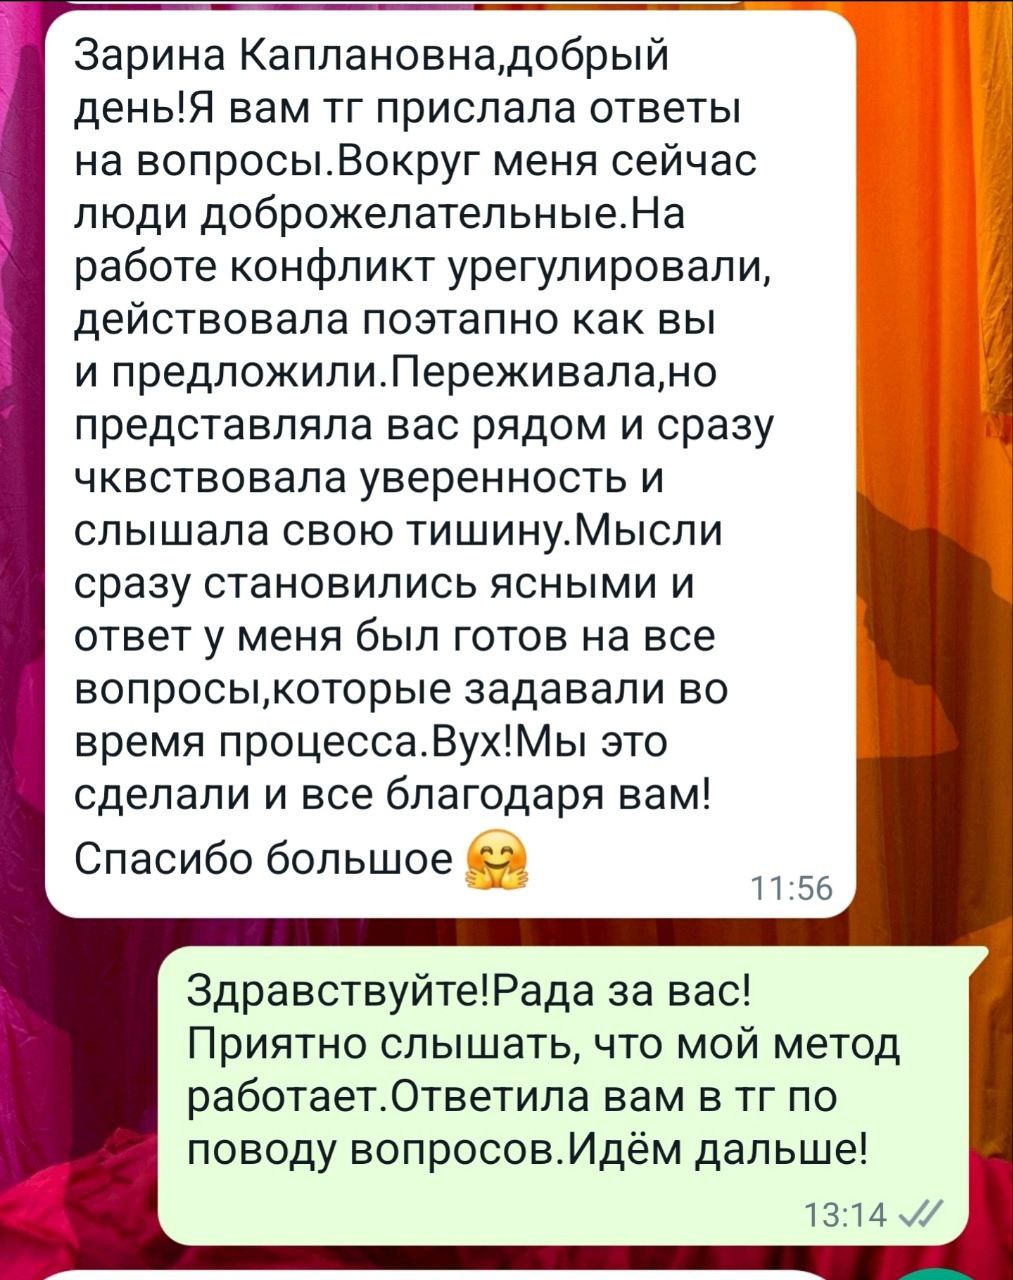 Зарина Каплановна,добрый
день!Я вам тг прислала ответы
на вопросы.Вокруг меня сейчас
люди доброжелательные.На
работе конфликт урегулировали,
действовала поэтапно как вы
и предложили.Переживала,но
представляла вас рядом и сразу
чквствовала уверенность и
слышала свою тишину.Мысли
сразу становились ясными и
ответ у меня был готов на все
вопросы,которые задавали во
время процесса.Вух!Мы это
сделали и все благодаря вам!
Спасибо большое 🤗
11:56
Здравствуйте!Рада за вас!
Приятно слышать, что мой метод
работает.Ответила вам в тг по
поводу вопросов.Идём дальше!
13:14